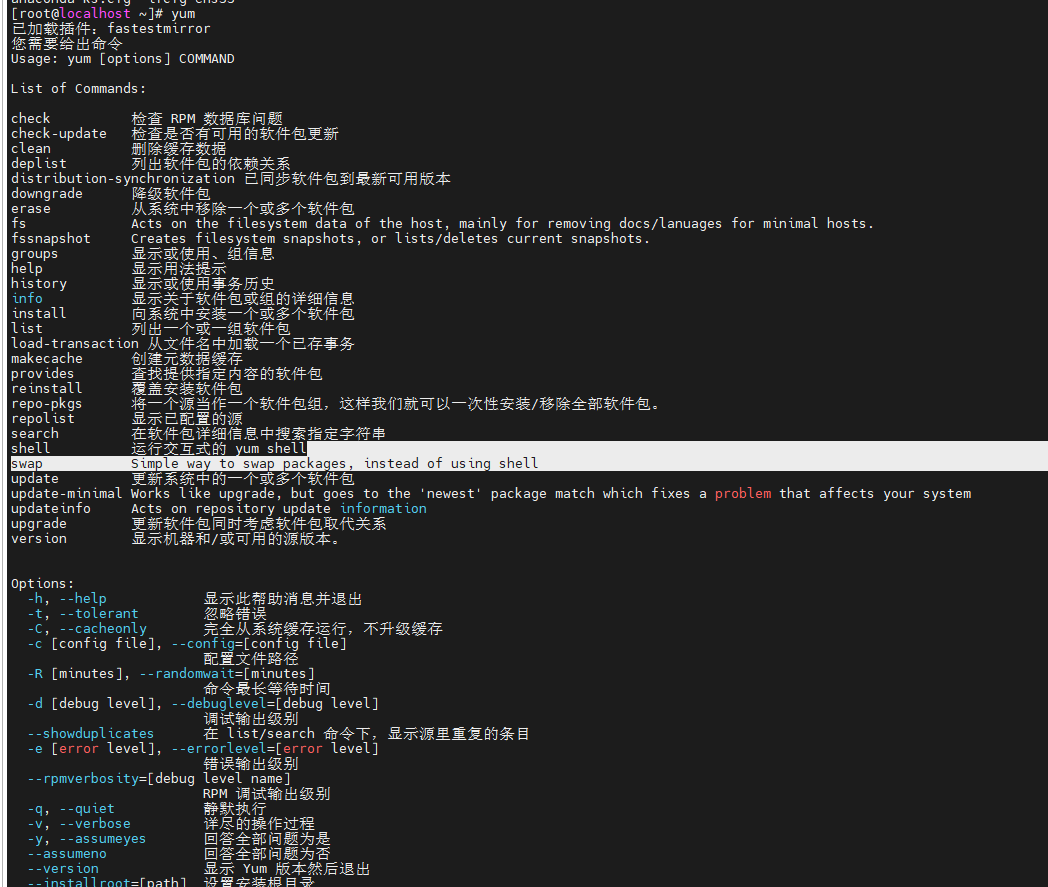 anaconda-ks.cfg
[root@localhost ~]# yum
已加载插件：fastestmirror
您需要给出命令
Usage: yum [options] COMMAND
List of Commands:
check          检查 RPM 数据库问题
check-update   检查是否有可用的软件包更新
clean          删除缓存数据
deplist        列出软件包的依赖关系
distribution-synchronization 已同步软件包到最新可用版本
downgrade      降级软件包
erase          从系统中移除一个或多个软件包
fs             Acts on the filesystem data of the host, mainly for removing docs/lanuages for minimal hosts.
fssnapshot     Creates filesystem snapshots, or lists/deletes current snapshots.
groups         显示或使用、组信息
help           显示用法提示
history        显示或使用事务历史
info           显示关于软件包或组的详细信息
install        向系统中安装一个或多个软件包
list           列出一个或一组软件包
load-transaction 从文件名中加载一个已存事务
makecache      创建元数据缓存
provides       查找提供指定内容的软件包
reinstall      覆盖安装软件包
repo-pkgs      将一个源当作一个软件包组，这样我们就可以一次性安装/移除全部软件包。
repolist       显示已配置的源
search         在软件包详细信息中搜索指定字符串
shell          运行交互式的 yum shell
swap           Simple way to swap packages, instead of using shell
update         更新系统中的一个或多个软件包
update-minimal Works like upgrade, but goes to the 'newest' package match which fixes a problem that affects your system
updateinfo     Acts on repository update information
upgrade        更新软件包同时考虑软件包取代关系
version        显示机器和/或可用的源版本。
Options:
-h, --help            显示此帮助消息并退出
-t, --tolerant        忽略错误
-C, --cacheonly       完全从系统缓存运行，不升级缓存
-c [config file], --config=[config file]
配置文件路径
-R [minutes], --randomwait=[minutes]
命令最长等待时间
-d [debug level], --debuglevel=[debug level]
调试输出级别
--showduplicates      在 list/search 命令下，显示源里重复的条目
-e [error level], --errorlevel=[error level]
错误输出级别
--rpmverbosity=[debug level name]
RPM 调试输出级别
-q, --quiet           静默执行
-v, --verbose         详尽的操作过程
-y, --assumeyes       回答全部问题为是
--assumeno            回答全部问题为否
--version             显示 Yum 版本然后退出
--installroot=[path]  设置安装根目录